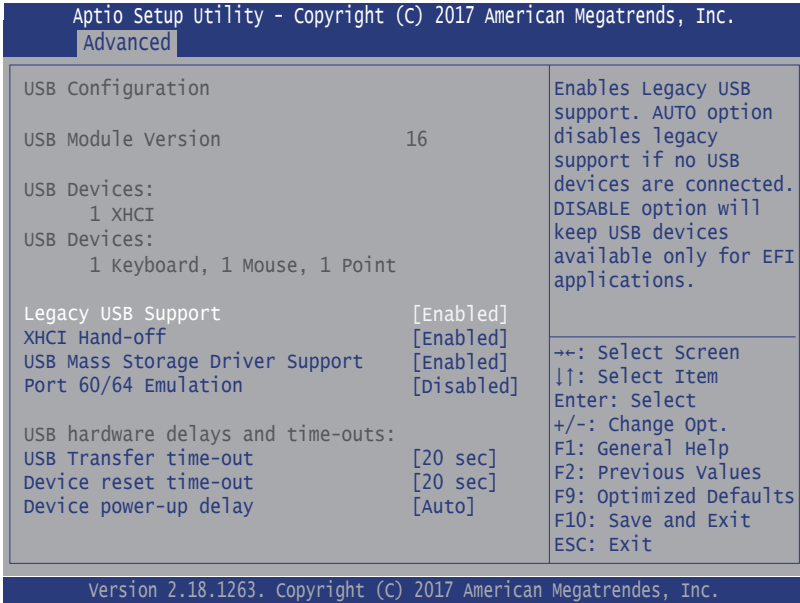 Aptio Setup Utility - Copyright (C) 2017 American Megatrends, Inc.
Advanced
USB Configuration
USB Module Version 16
USB Devices:
1 XHCI
USB Devices:
1 Keyboard, 1 Mouse, 1 Point
Legacy USB Support [Enabled]
XHCI Hand-off [Enabled]
USB Mass Storage Driver Support [Enabled]
Port 60/64 Emulation [Disabled]
USB hardware delays and time-outs:
USB Transfer time-out [20 sec]
Device reset time-out [20 sec]
Device power-up delay [Auto]
Enables Legacy USB
support. AUTO option
disables legacy
support if no USB
devices are connected.
DISABLE option will
keep USB devices
available only for EFI
applications.
→←: Select Screen
↓↑: Select Item
Enter: Select
+/-: Change Opt.
F1: General Help
F2: Previous Values
F9: Optimized Defaults
F10: Save and Exit
ESC: Exit
Version 2.18.1263. Copyright (C) 2017 American Megatrendes, Inc.